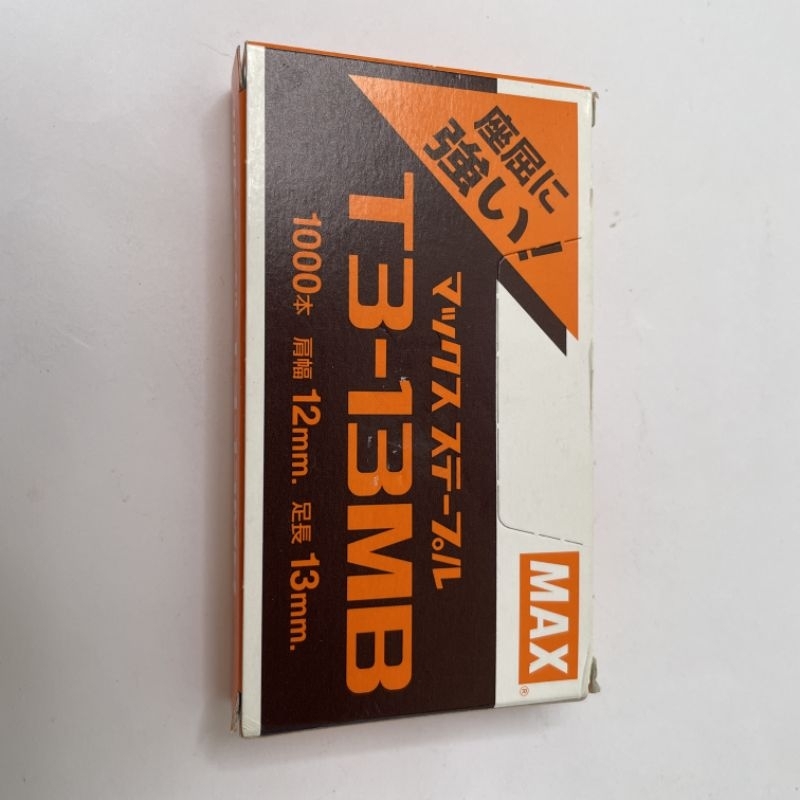 座屈に
強い!
MAX
®
マックス ステープル
T3-13MB
1000本 肩幅 12mm. 足長 13mm.